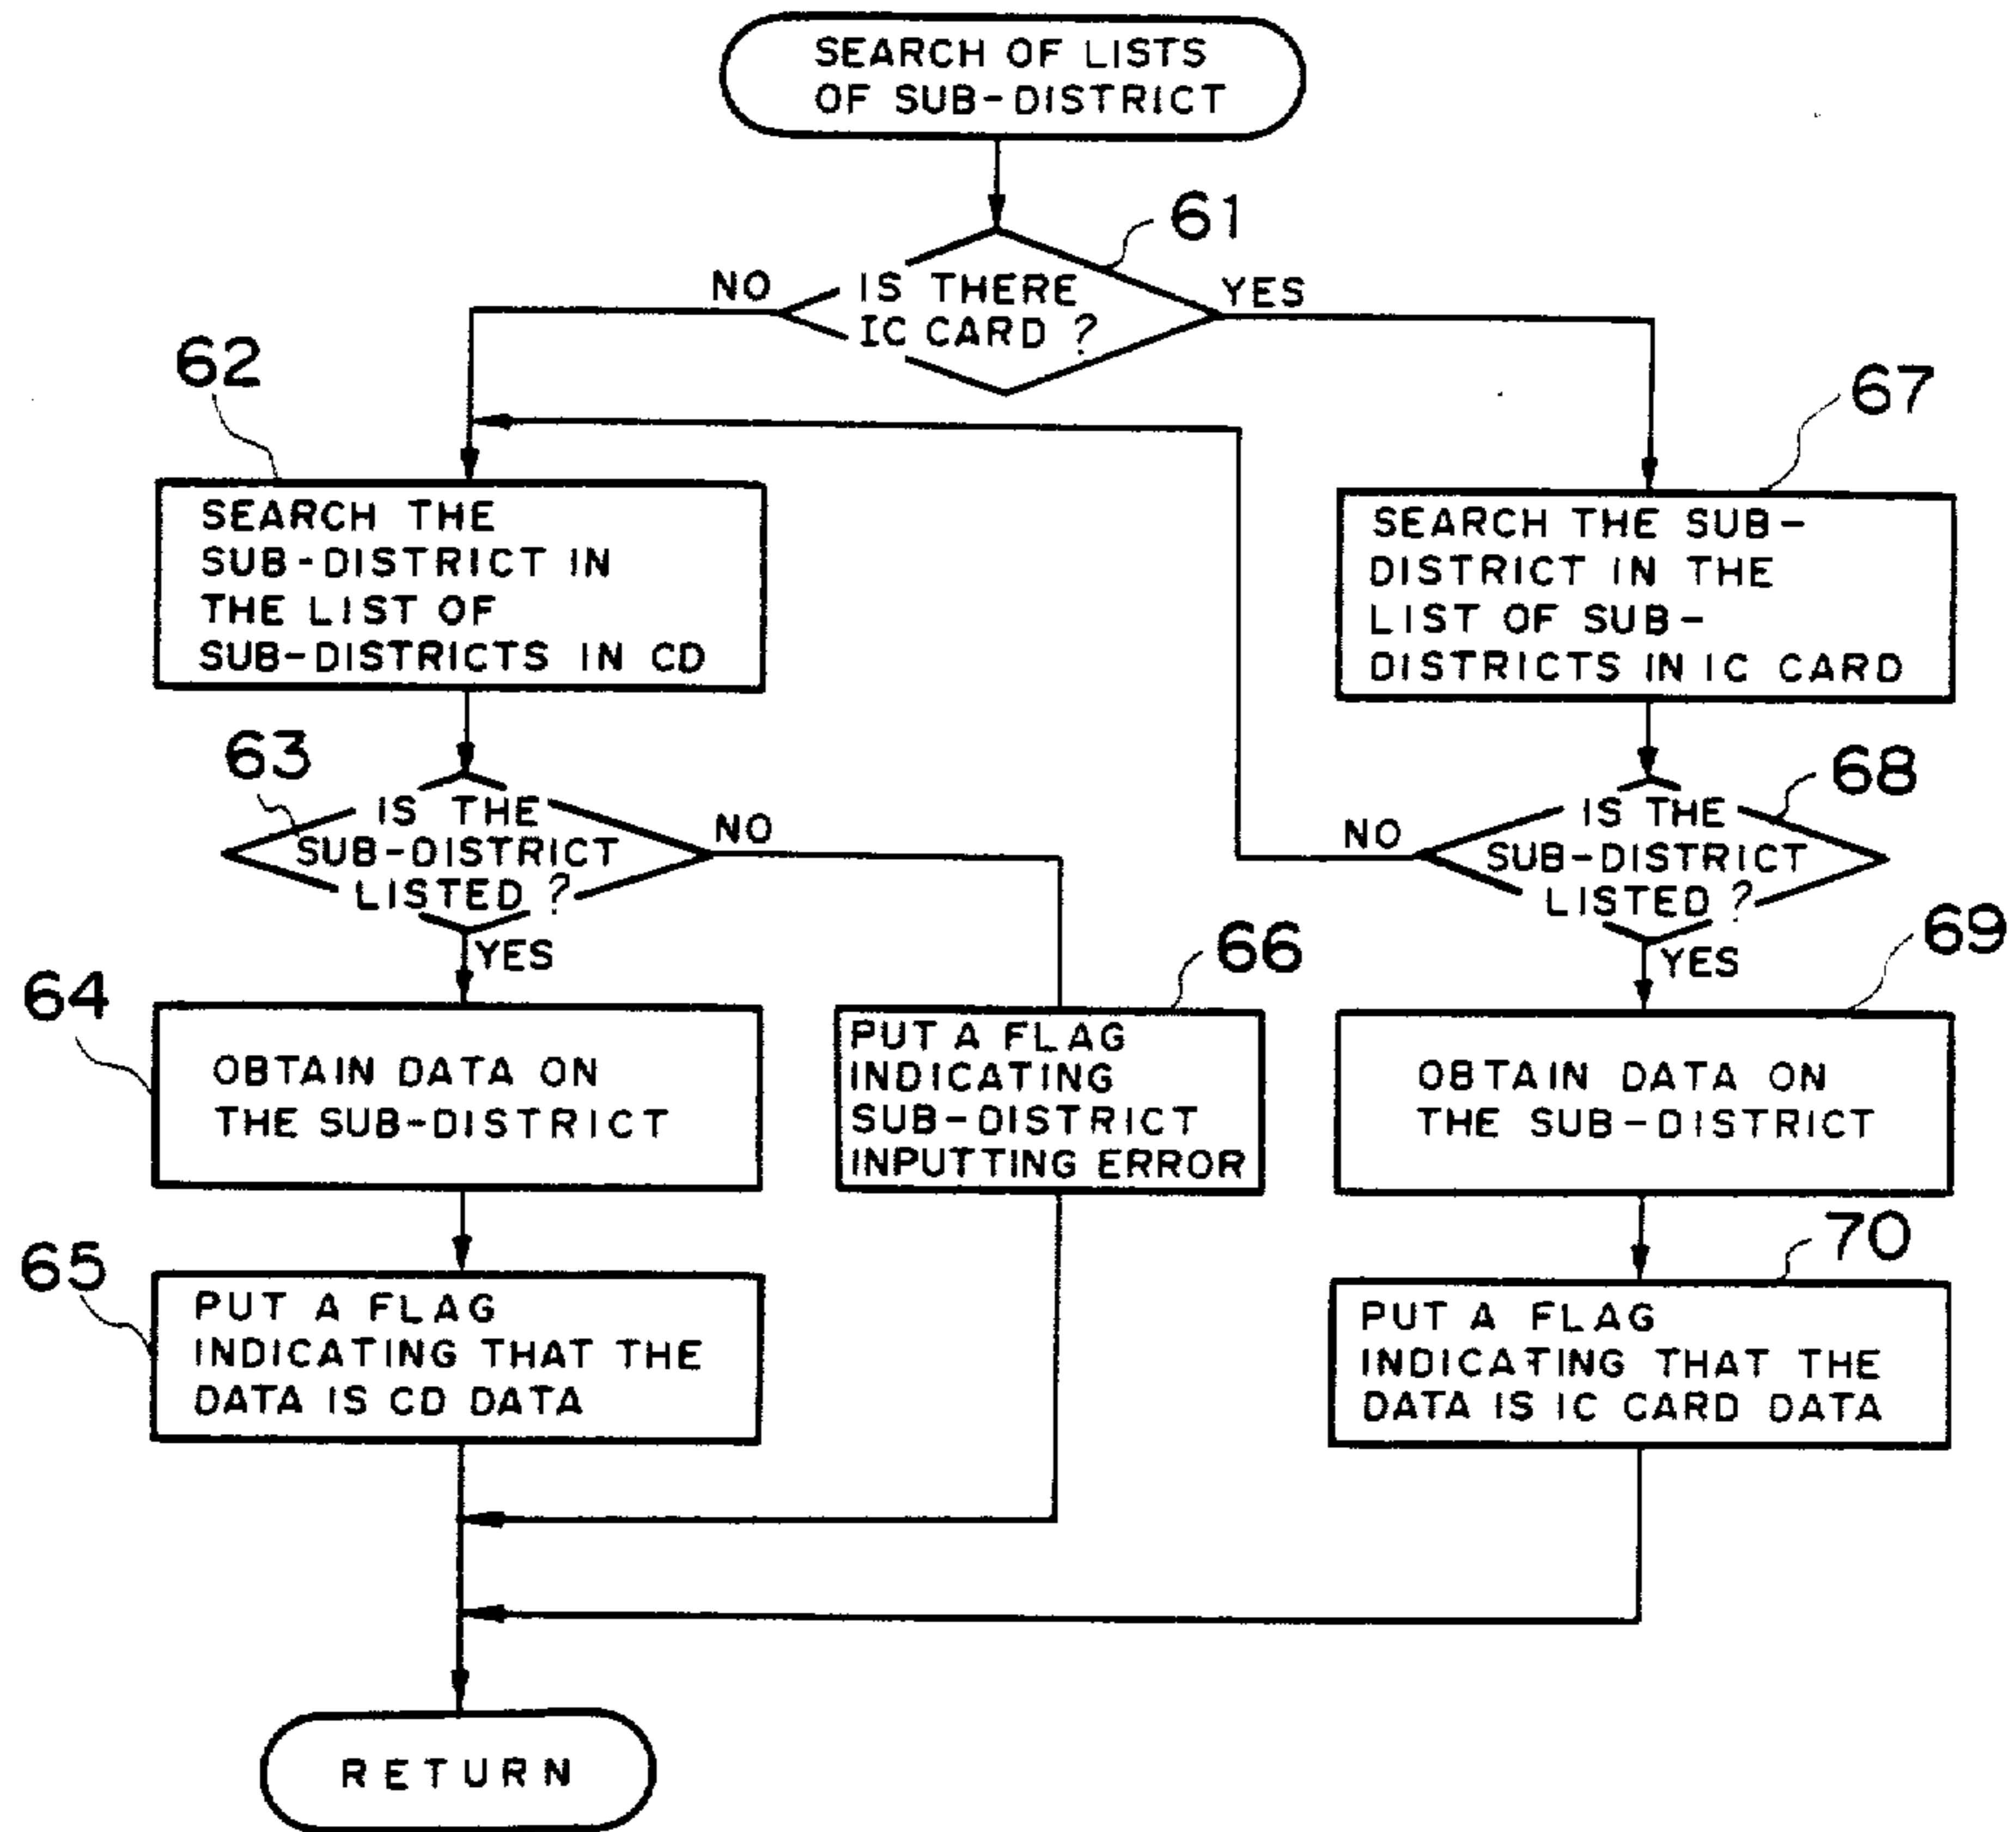 SEARCH OF LISTS
OF SUB-DISTRICT
61
NO
IS THERE
IC CARD ?
YES
62
67
SEARCH THE
SUB-DISTRICT IN
THE LIST OF
SUB-DISTRICTS IN CD
SEARCH THE SUB-
DISTRICT IN THE
LIST OF SUB-
DISTRICTS IN IC CARD
63
IS THE
SUB-DISTRICT
LISTED ?
NO
YES
68
NO
IS THE
SUB-DISTRICT
LISTED ?
YES
64
OBTAIN DATA ON
THE SUB-DISTRICT
66
PUT A FLAG
INDICATING
SUB-DISTRICT
INPUTTING ERROR
69
OBTAIN DATA ON
THE SUB-DISTRICT
65
PUT A FLAG
INDICATING THAT THE
DATA IS CD DATA
70
PUT A FLAG
INDICATING THAT THE
DATA IS IC CARD DATA
RETURN